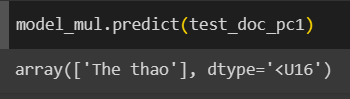 model_mul.predict(test_doc_pc1)
array(['The thao'], dtype='<U16')